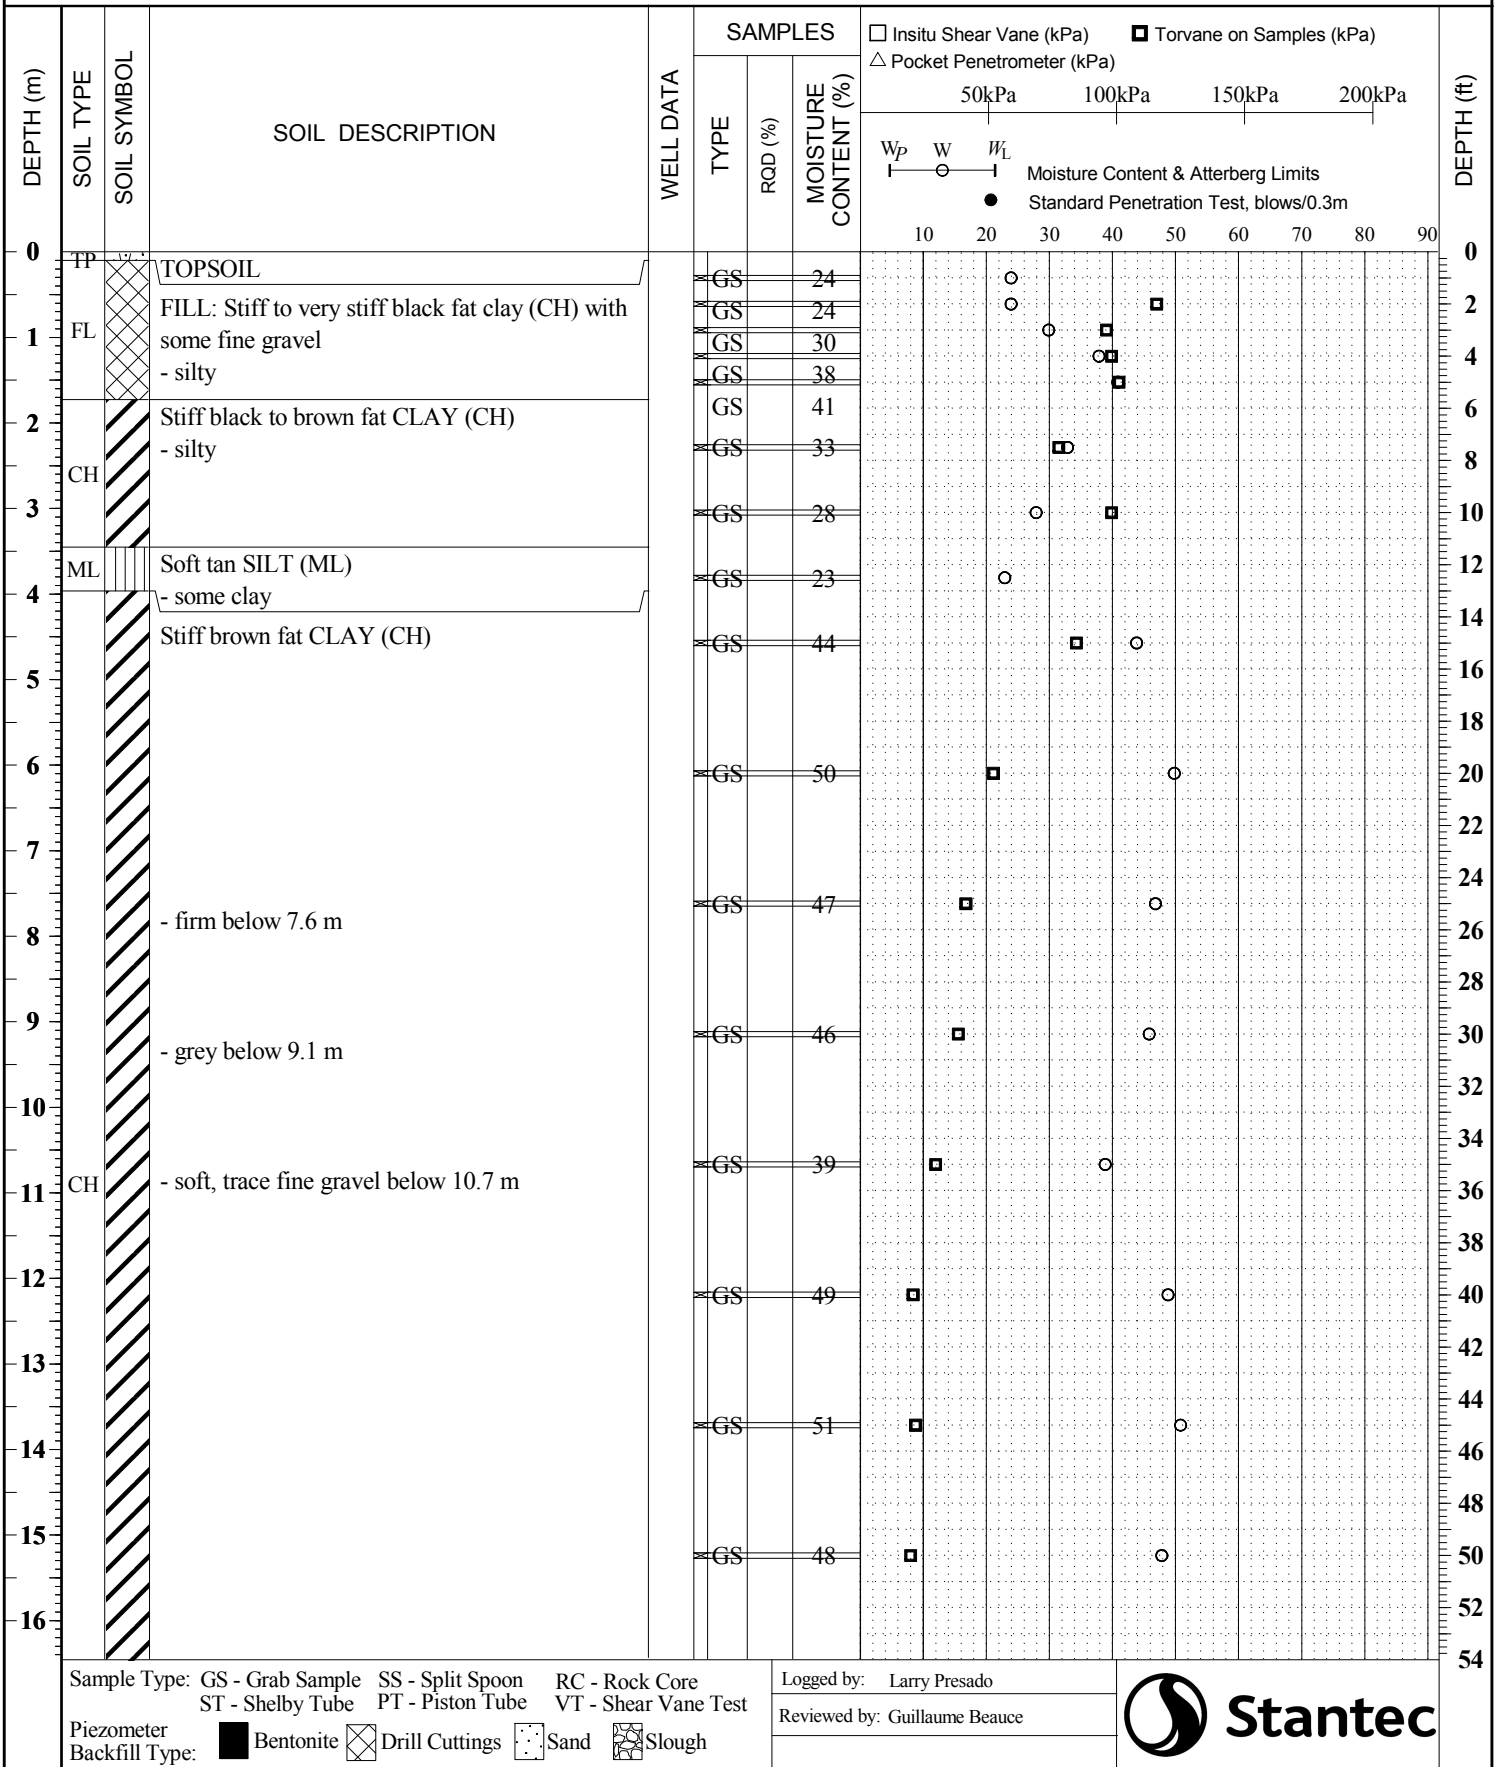 DEPTH (m)
SOIL TYPE
SOIL SYMBOL
SOIL DESCRIPTION
WELL DATA
SAMPLES
TYPE
RQD (%)
MOISTURE
CONTENT (%)
Insitu Shear Vane (kPa) Torvane on Samples (kPa)
Pocket Penetrometer (kPa)
50kPa 100kPa 150kPa 200kPa
WP W WL
Moisture Content & Atterberg Limits
Standard Penetration Test, blows/0.3m
10 20 30 40 50 60 70 80 90
DEPTH (ft)
0
1
2
3
4
5
6
7
8
9
10
11
12
13
14
15
16
TP
FL
CH
ML
CH
TOPSOIL
FILL: Stiff to very stiff black fat clay (CH) with
some fine gravel
- silty
Stiff black to brown fat CLAY (CH)
- silty
Soft tan SILT (ML)
- some clay
Stiff brown fat CLAY (CH)
- firm below 7.6 m
- grey below 9.1 m
- soft, trace fine gravel below 10.7 m
GS 24
GS 24
GS 30
GS 38
GS 41
GS 33
GS 28
GS 23
GS 44
GS 50
GS 47
GS 46
GS 39
GS 49
GS 51
GS 48
0
2
4
6
8
10
12
14
16
18
20
22
24
26
28
30
32
34
36
38
40
42
44
46
48
50
52
54
Sample Type: GS - Grab Sample SS - Split Spoon RC - Rock Core
ST - Shelby Tube PT - Piston Tube VT - Shear Vane Test
Piezometer
Backfill Type: Bentonite Drill Cuttings Sand Slough
Logged by: Larry Presado
Reviewed by: Guillaume Beauce
Stantec